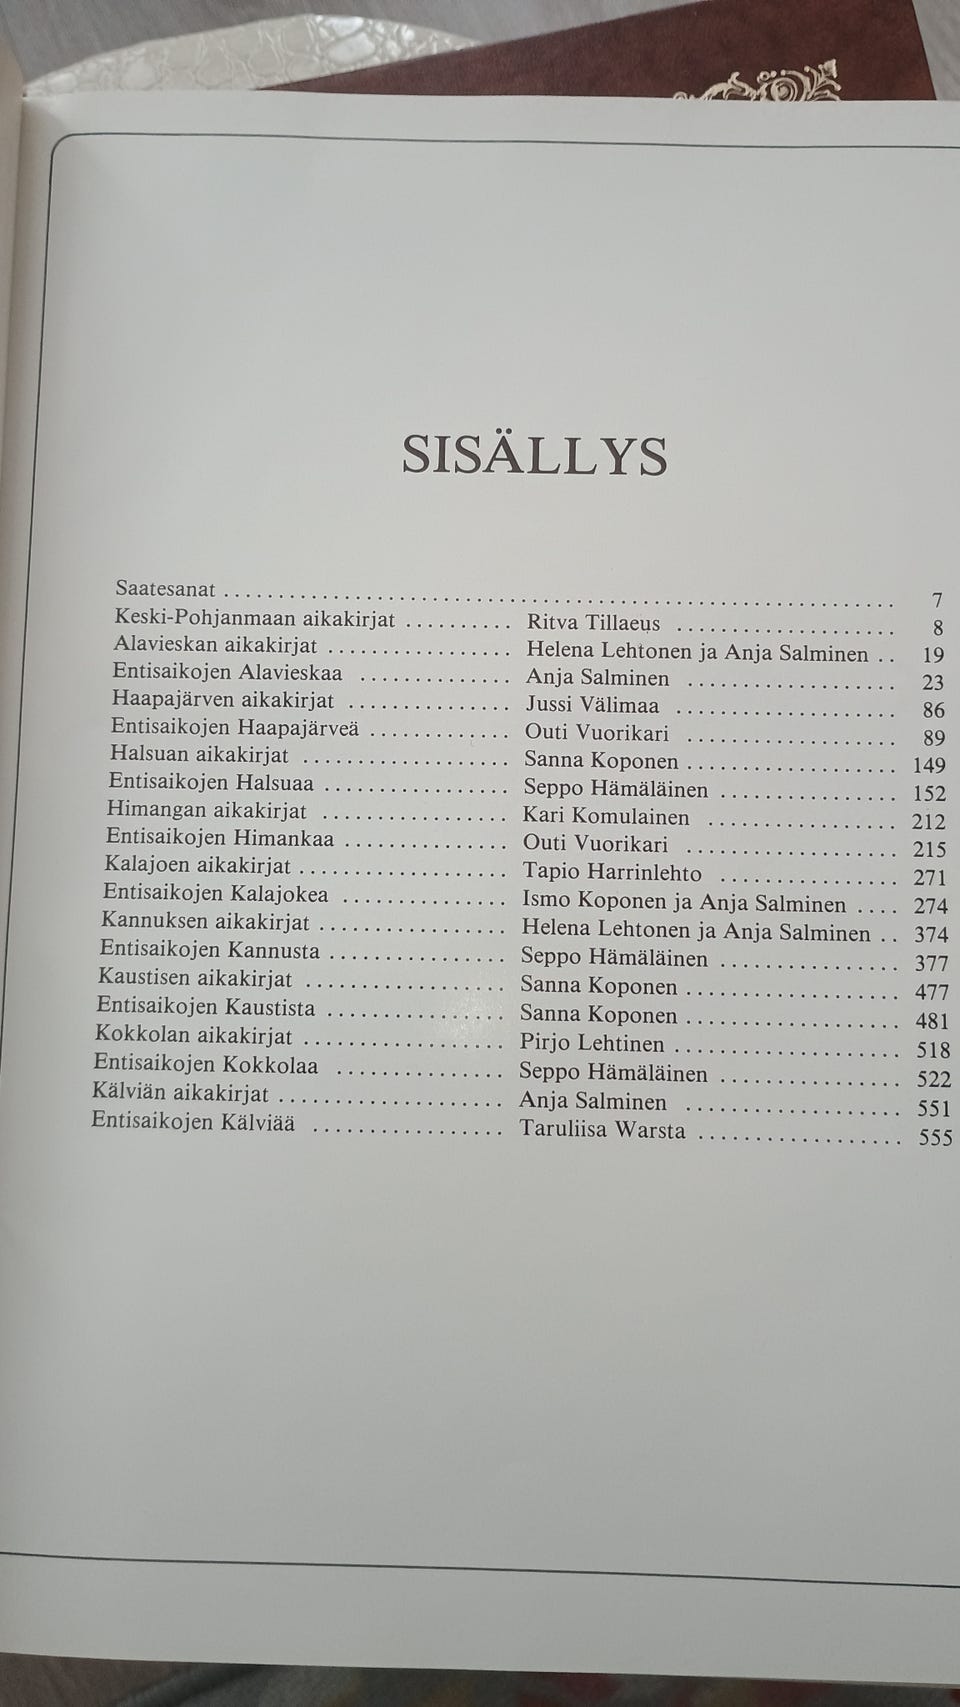 SISÄLLYS
Saatesanat ........................................................ 7
Keski-Pohjanmaan aikakirjat .......... Ritva Tillaeus .................... 8
Alavieskan aikakirjat ................ Helena Lehtonen ja Anja Salminen .. 19
Entisaikojen Alavieskaa .............. Anja Salminen ................... 23
Haapajärven aikakirjat ............... Jussi Välimaa .................... 86
Entisaikojen Haapajärveä ............. Outi Vuorikari ................... 89
Halsuan aikakirjat ................... Sanna Koponen ................... 149
Entisaikojen Halsuaa ................. Seppo Hämäläinen ................ 152
Himangan aikakirjat ................. Kari Komulainen ................. 212
Entisaikojen Himankaa ............... Outi Vuorikari ................... 215
Kalajoen aikakirjat ................... Tapio Harrinlehto ................ 271
Entisaikojen Kalajokea ............... Ismo Koponen ja Anja Salminen .... 274
Kannuksen aikakirjat ................. Helena Lehtonen ja Anja Salminen .. 374
Entisaikojen Kannusta ................ Seppo Hämäläinen ................ 377
Kaustisen aikakirjat .................. Sanna Koponen ................... 477
Entisaikojen Kaustista ................ Sanna Koponen ................... 481
Kokkolan aikakirjat .................. Pirjo Lehtinen .................... 518
Entisaikojen Kokkolaa ............... Seppo Hämäläinen ................ 522
Kälviän aikakirjat .................... Anja Salminen ................... 551
Entisaikojen Kälviää ................. Taruliisa Warsta .................. 555